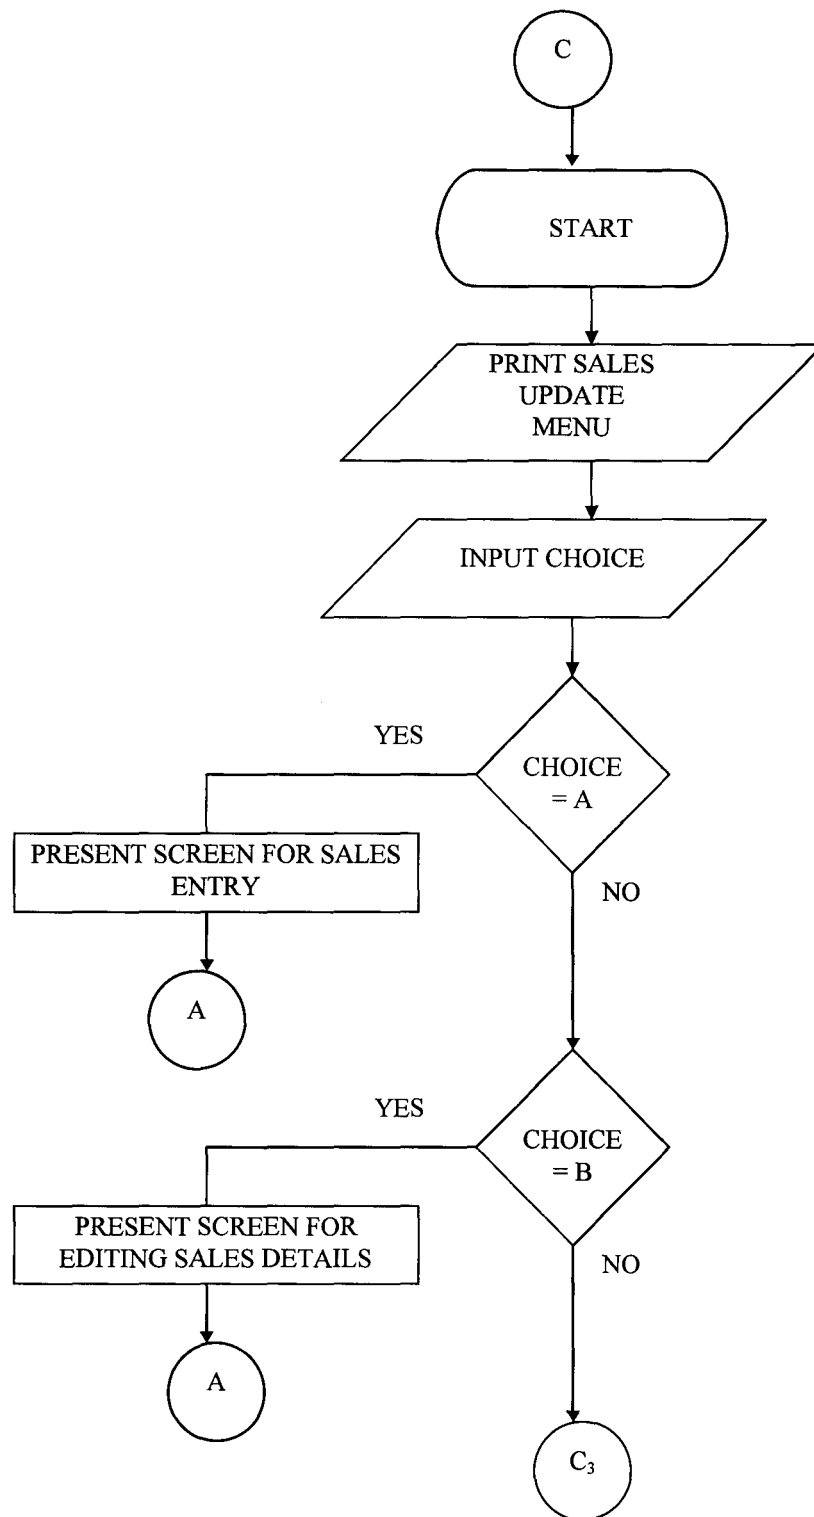 C
START
PRINT SALES
UPDATE
MENU
INPUT CHOICE
YES
CHOICE
= A
PRESENT SCREEN FOR SALES
ENTRY
NO
A
YES
CHOICE
= B
PRESENT SCREEN FOR
EDITING SALES DETAILS
NO
A
C₃